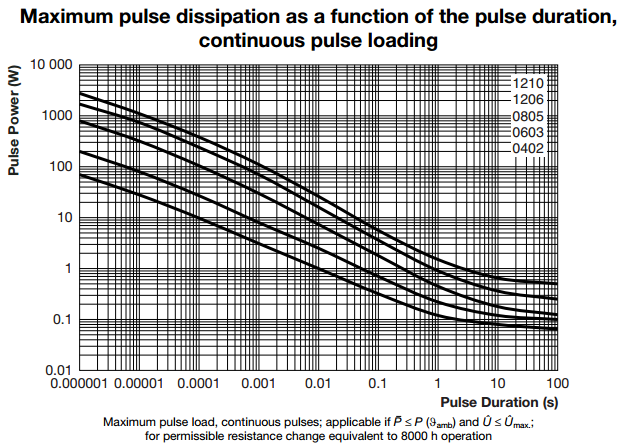 Maximum pulse dissipation as a function of the pulse duration,
continuous pulse loading
Pulse Power (W)
10 000
1000
100
10
1
0.1
0.01
1210
1206
0805
0603
0402
0.000001 0.00001 0.0001 0.001 0.01 0.1 1 10 100
Pulse Duration (s)
Maximum pulse load, continuous pulses; applicable if P̄ ≤ P (ϑamb) and Û ≤ Ûmax.;
for permissible resistance change equivalent to 8000 h operation